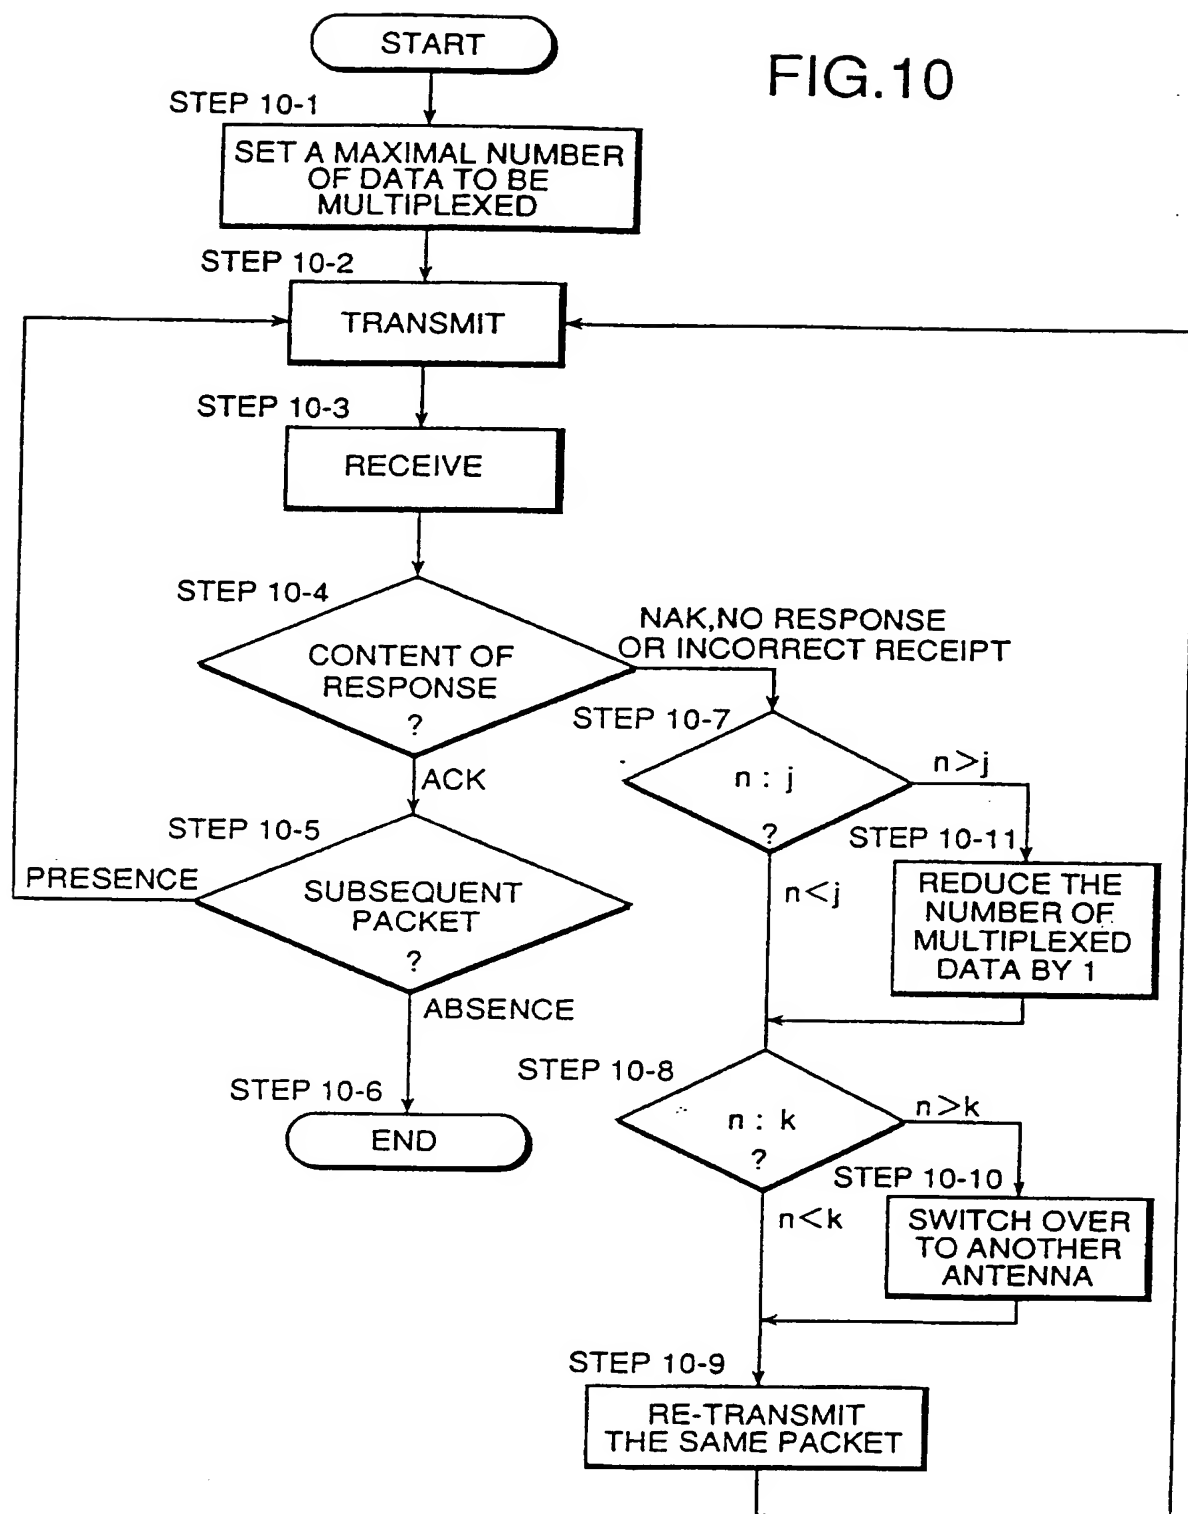 START
FIG.10
STEP 10-1
SET A MAXIMAL NUMBER
OF DATA TO BE
MULTIPLEXED
STEP 10-2
TRANSMIT
STEP 10-3
RECEIVE
STEP 10-4
CONTENT OF
RESPONSE
?
NAK,NO RESPONSE
OR INCORRECT RECEIPT
ACK
STEP 10-5
PRESENCE
SUBSEQUENT
PACKET
?
ABSENCE
STEP 10-6
END
STEP 10-7
n : j
?
n>j
n<j
STEP 10-11
REDUCE THE
NUMBER OF
MULTIPLEXED
DATA BY 1
STEP 10-8
n : k
?
n>k
n<k
STEP 10-10
SWITCH OVER
TO ANOTHER
ANTENNA
STEP 10-9
RE-TRANSMIT
THE SAME PACKET